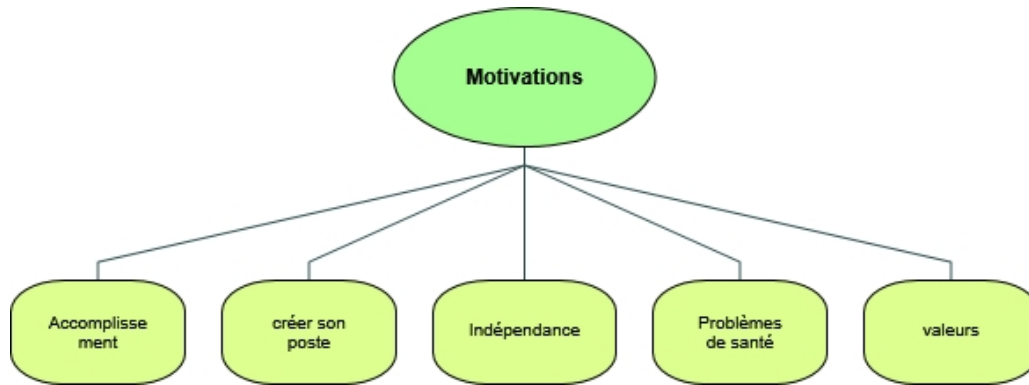 Motivations
Accomplisse
ment
créer son
poste
Indépendance
Problèmes
de santé
valeurs